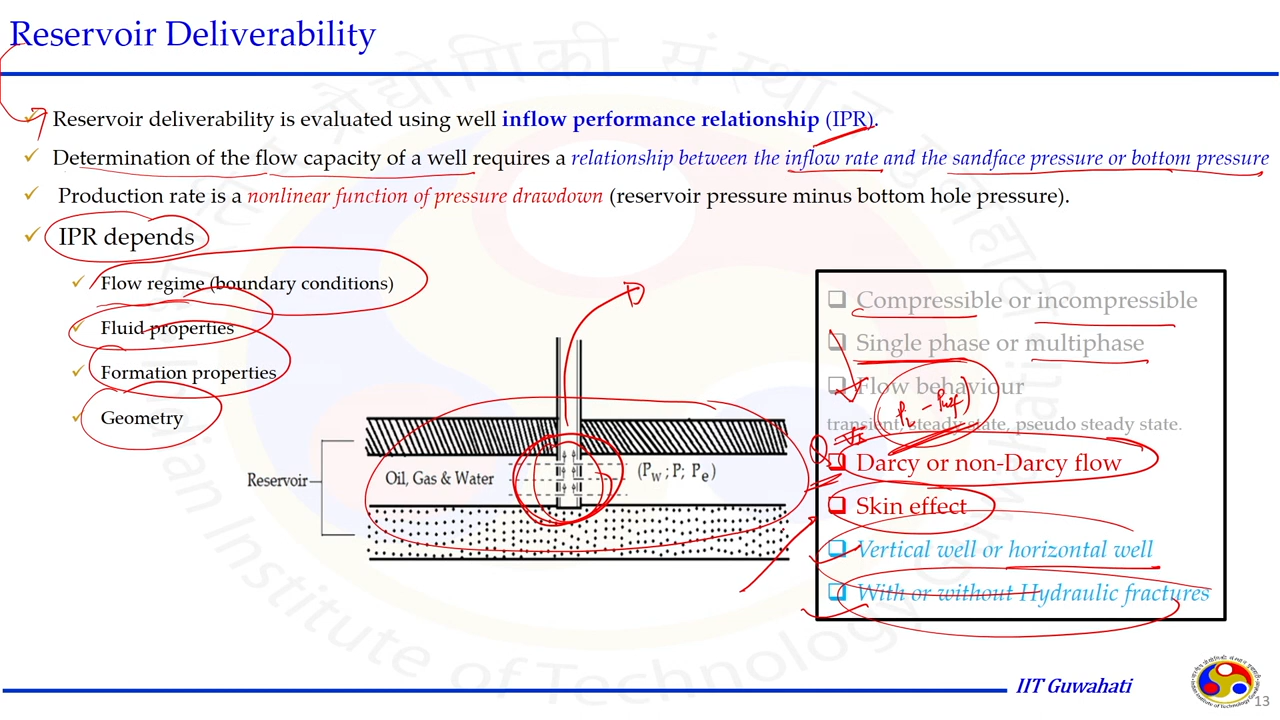 Reservoir Deliverability
✓ Reservoir deliverability is evaluated using well inflow performance relationship (IPR).
✓ Determination of the flow capacity of a well requires a relationship between the inflow rate and the sandface pressure or bottom pressure
✓ Production rate is a nonlinear function of pressure drawdown (reservoir pressure minus bottom hole pressure).
✓ IPR depends
✓ Flow regime (boundary conditions)
✓ Fluid properties
✓ Formation properties
✓ Geometry
Reservoir
Oil, Gas & Water
(Pw ; P; Pe)
❑ Compressible or incompressible
❑ Single phase or multiphase
❑ Flow behaviour
transient, steady state, pseudo steady state.
❑ Darcy or non-Darcy flow
❑ Skin effect
❑ Vertical well or horizontal well
❑ With or without Hydraulic fractures
Institute of Technology
IIT Guwahati
13